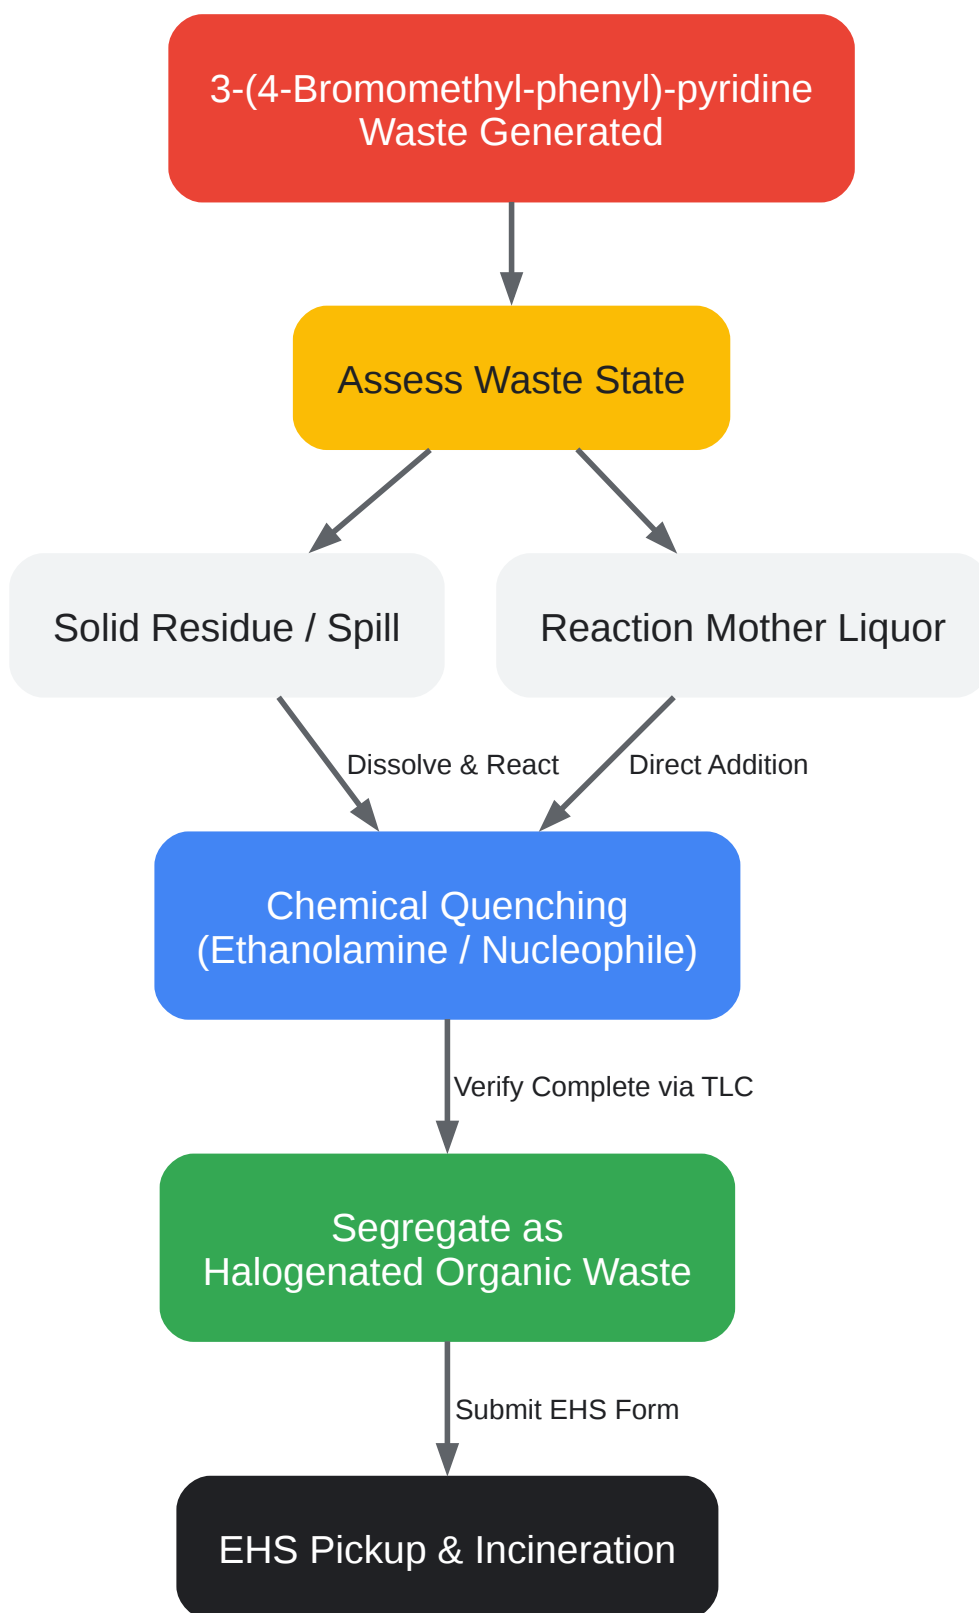 3-(4-Bromomethyl-phenyl)-pyridine
Waste Generated
Assess Waste State
Solid Residue / Spill
Reaction Mother Liquor
Dissolve & React
Direct Addition
Chemical Quenching
(Ethanolamine / Nucleophile)
Verify Complete via TLC
Segregate as
Halogenated Organic Waste
Submit EHS Form
EHS Pickup & Incineration